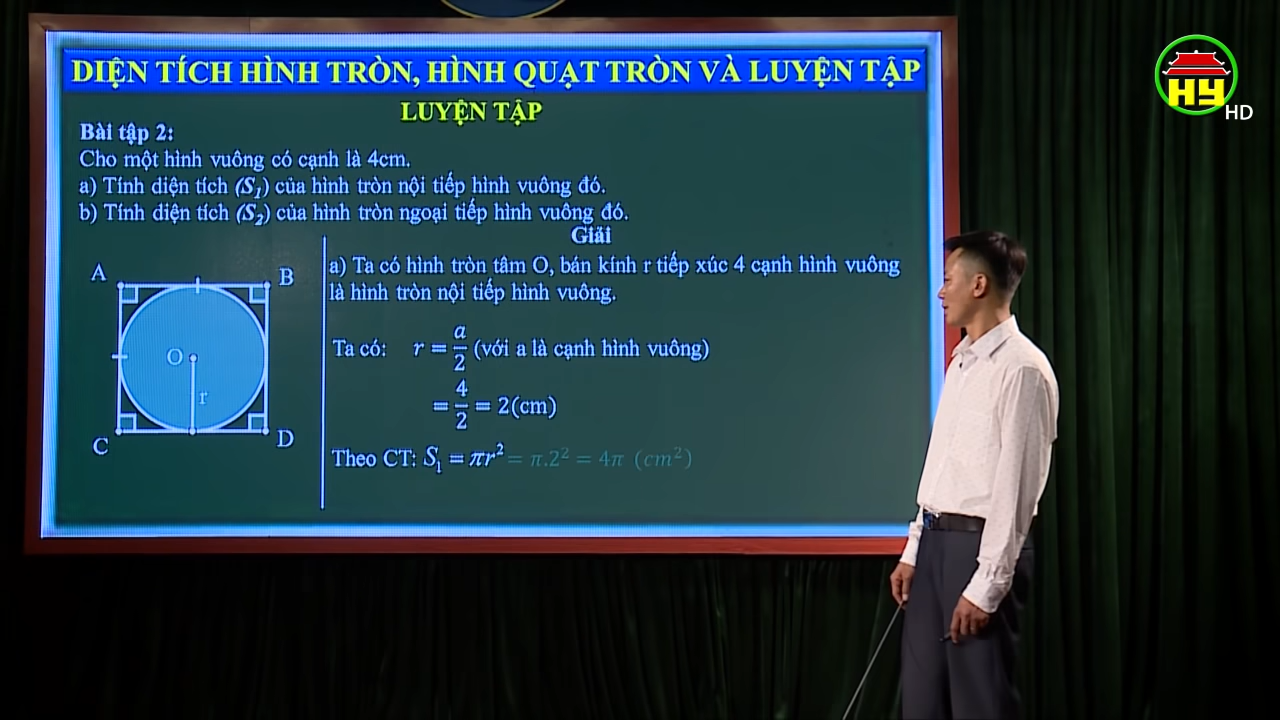 DIỆN TÍCH HÌNH TRÒN, HÌNH QUẠT TRÒN VÀ LUYỆN TẬP
LUYỆN TẬP
Bài tập 2:
Cho một hình vuông có cạnh là 4cm.
a) Tính diện tích (S₁) của hình tròn nội tiếp hình vuông đó.
b) Tính diện tích (S₂) của hình tròn ngoại tiếp hình vuông đó.
Giải
A
B
O
r
C
D
a) Ta có hình tròn tâm O, bán kính r tiếp xúc 4 cạnh hình vuông
là hình tròn nội tiếp hình vuông.
Ta có: r = a/2 (với a là cạnh hình vuông)
= 4/2 = 2(cm)
Theo CT: S₁ = πr² = π.2² = 4π (cm²)
HY
HD